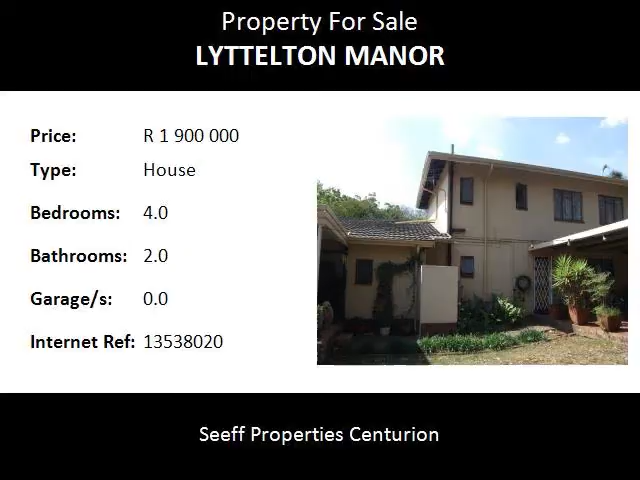 Property For Sale
LYTTELTON MANOR
Price: R 1 900 000
Type: House
Bedrooms: 4.0
Bathrooms: 2.0
Garage/s: 0.0
Internet Ref: 13538020
Seeff Properties Centurion